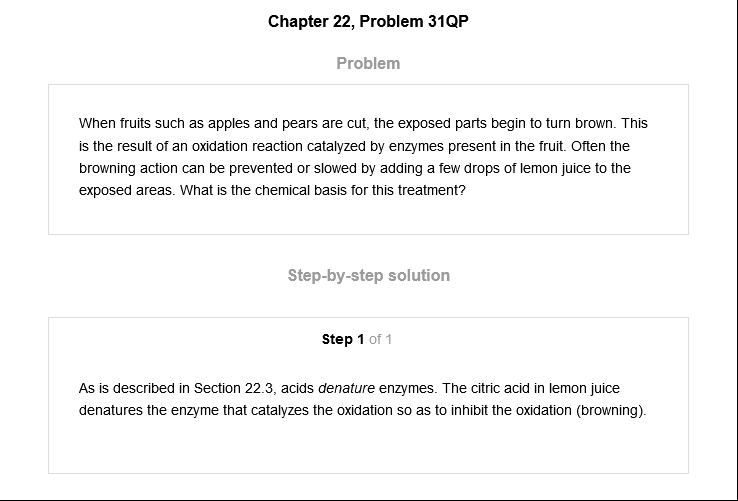 Chapter 22, Problem 31QP
Problem
When fruits such as apples and pears are cut, the exposed parts begin to turn brown. This
is the result of an oxidation reaction catalyzed by enzymes present in the fruit. Often the
browning action can be prevented or slowed by adding a few drops of lemon juice to the
exposed areas. What is the chemical basis for this treatment?
Step-by-step solution
Step 1 of 1
As is described in Section 22.3, acids denature enzymes. The citric acid in lemon juice
denatures the enzyme that catalyzes the oxidation so as to inhibit the oxidation (browning).